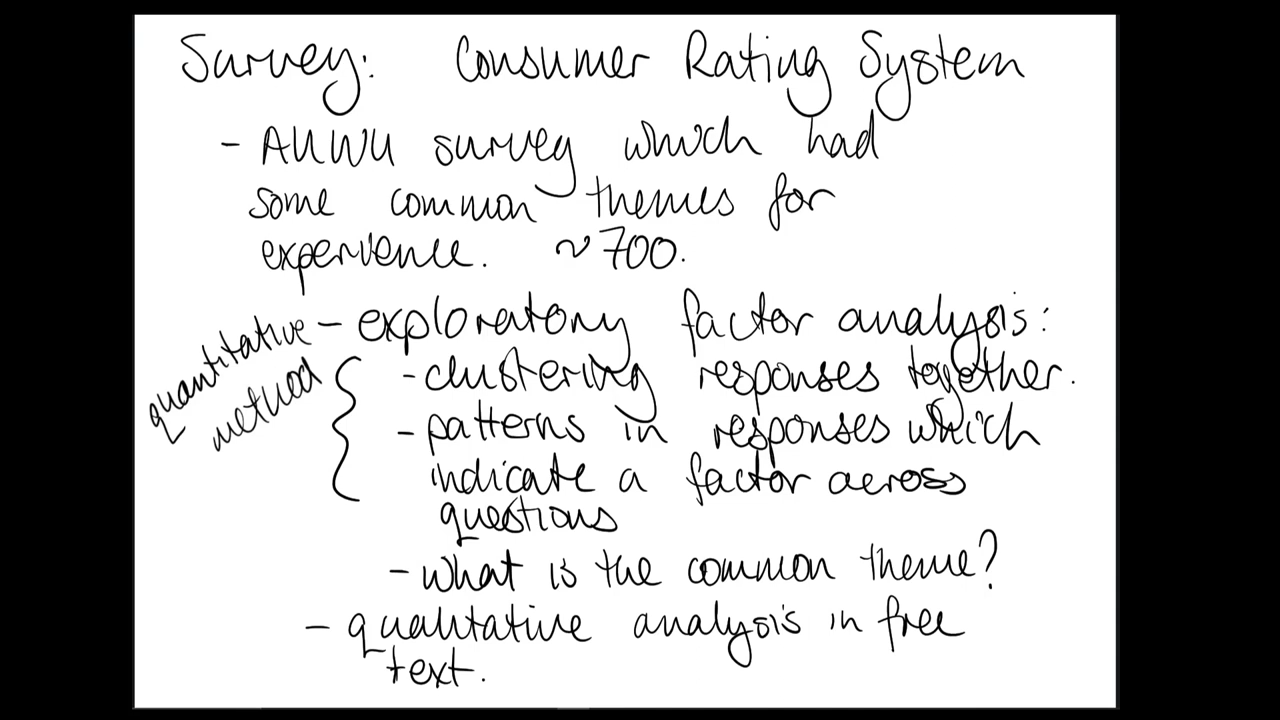 Survey: Consumer Rating System
- AUWU survey which had
some common themes for
experience. ~700.
quantitative
method
- exploratory factor analysis:
- clustering responses together.
- patterns in responses which
indicate a factor across
questions
- what is the common theme?
- qualitative analysis in free
text.